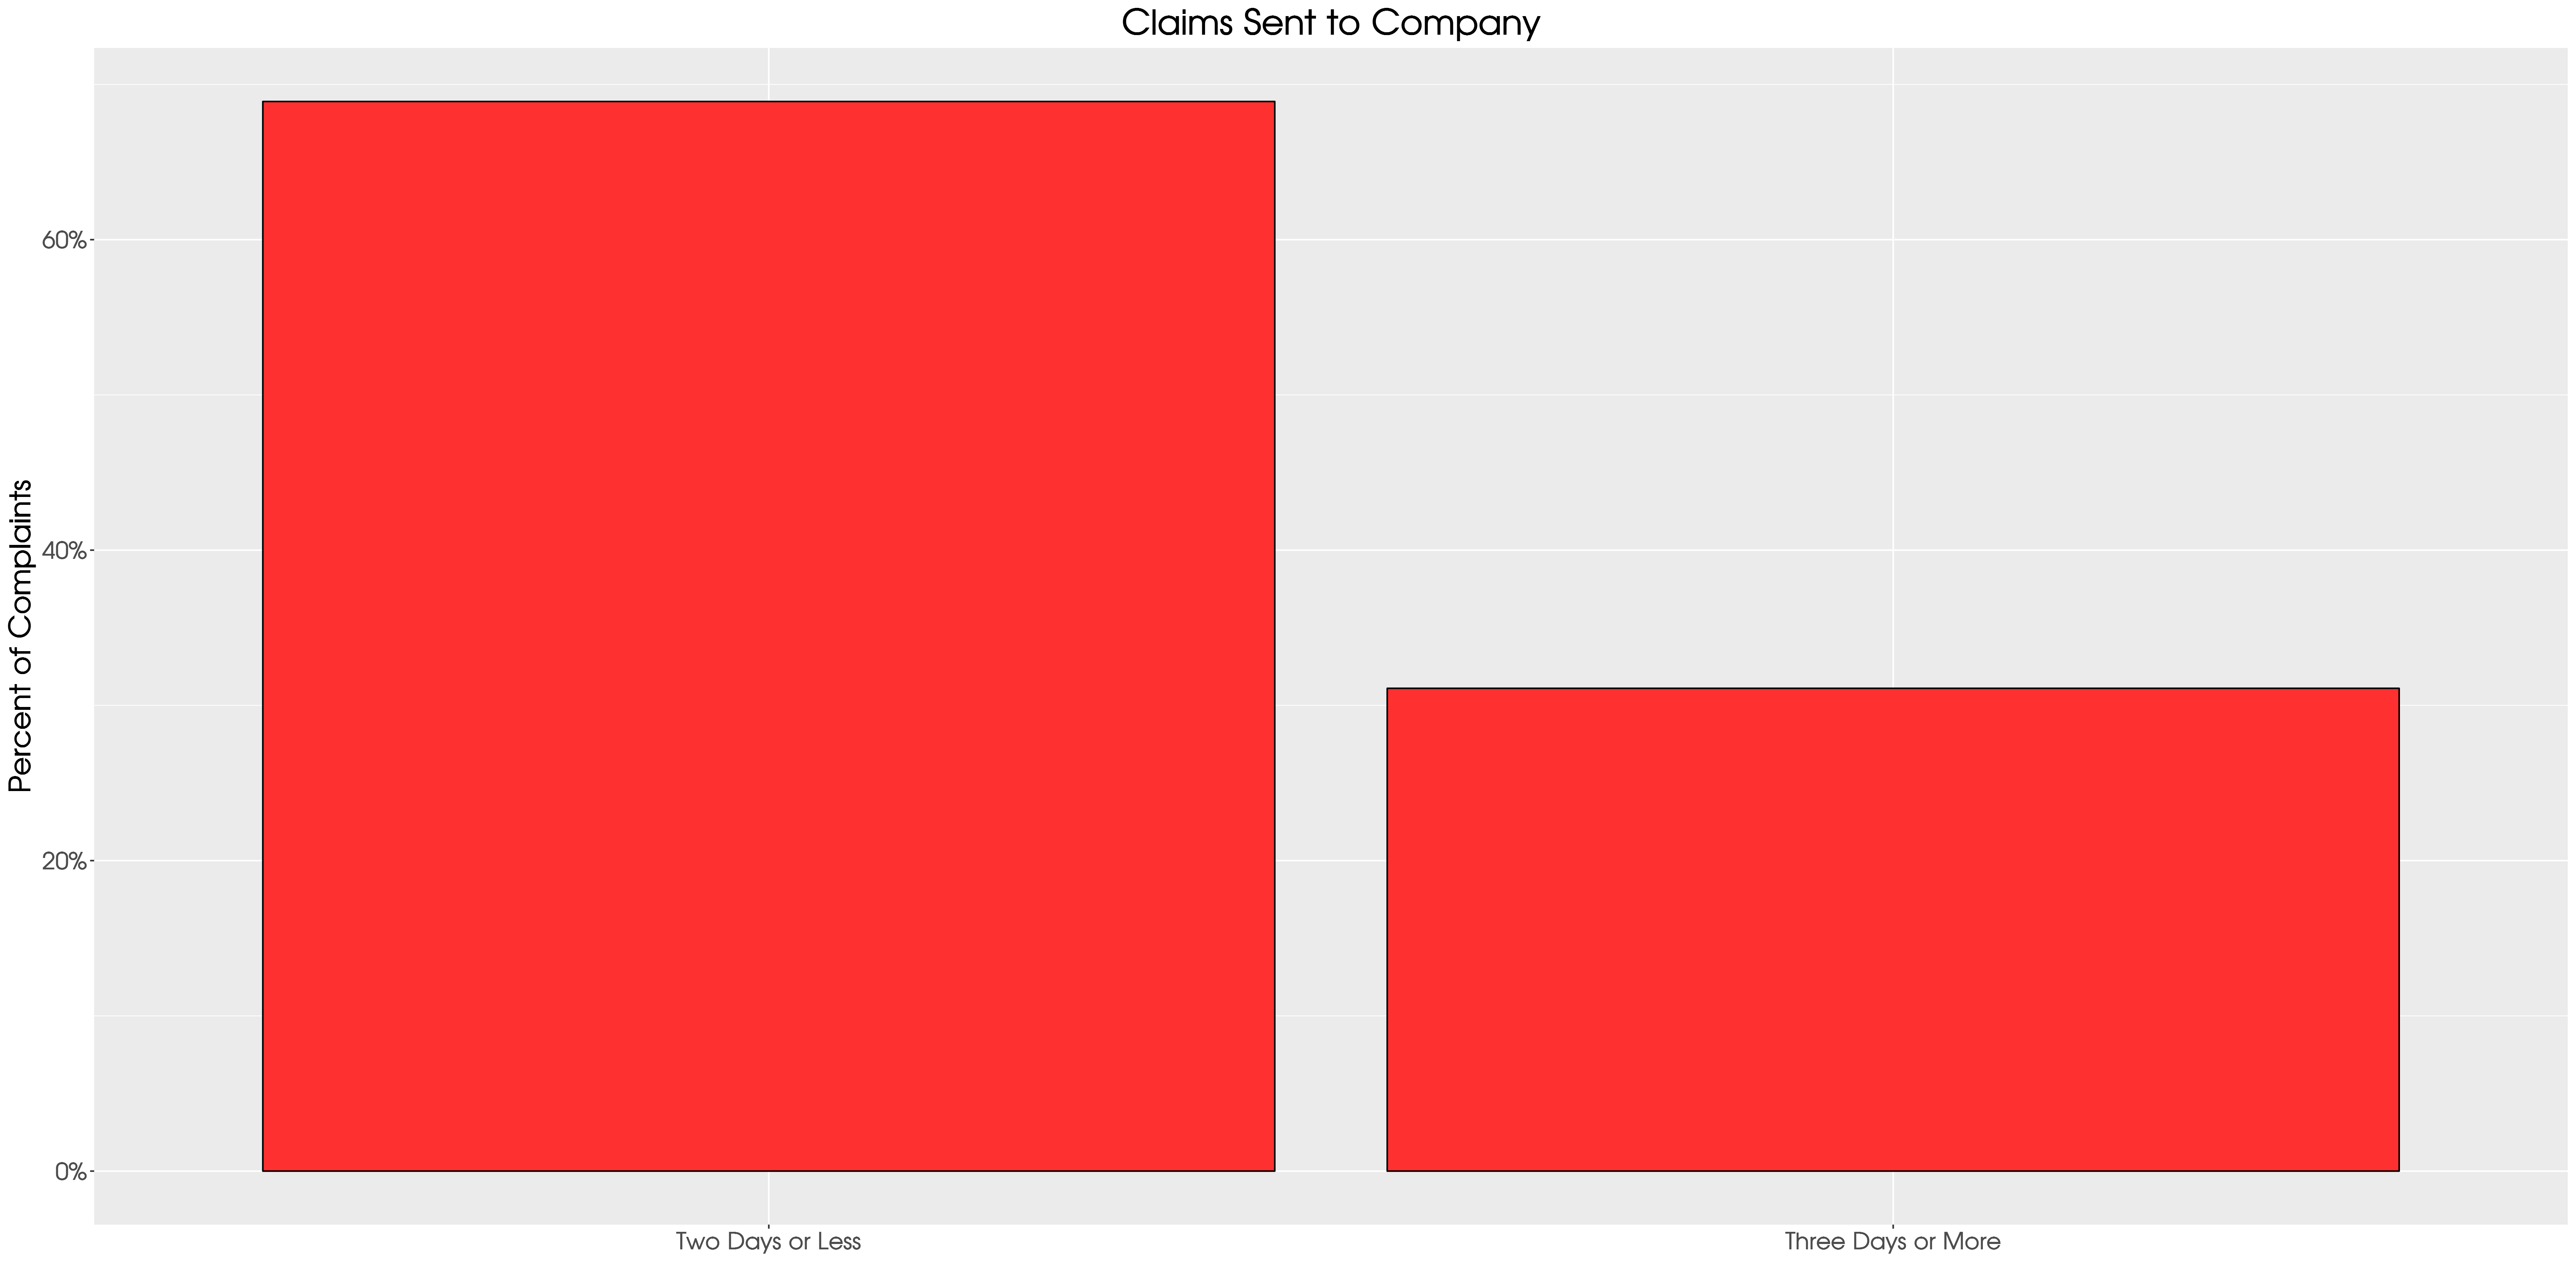 Claims Sent to Company
Percent of Complaints
60%
40%
20%
0%
Two Days or Less
Three Days or More